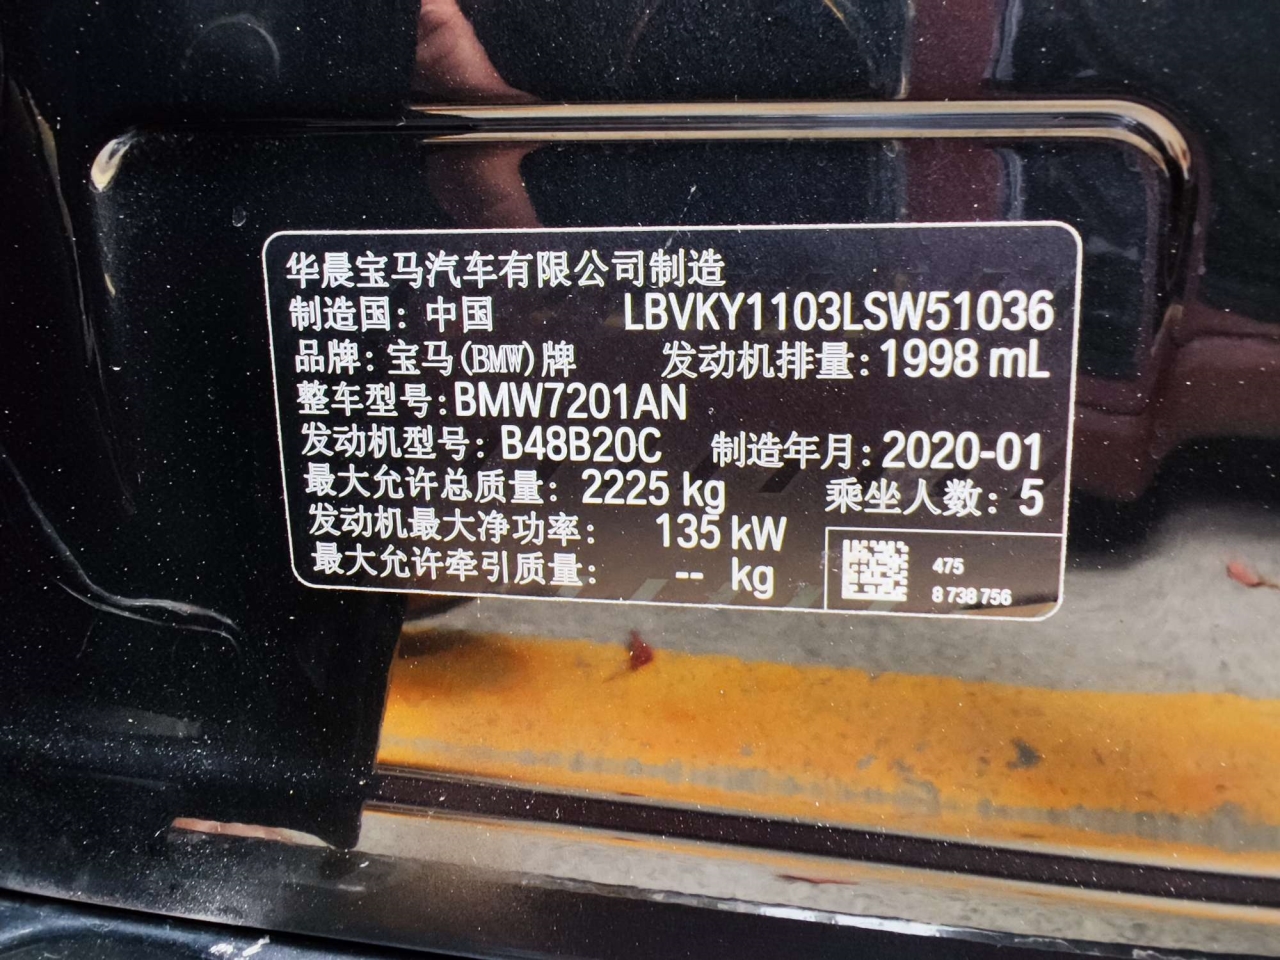 华晨宝马汽车有限公司制造
制造国：中国 LBVKY1103LSW51036
品牌：宝马(BMW)牌 发动机排量：1998 mL
整车型号：BMW7201AN
发动机型号：B48B20C 制造年月：2020-01
最大允许总质量：2225 kg 乘坐人数：5
发动机最大净功率：135 kW
最大允许牵引质量：-- kg
475
8 738 756